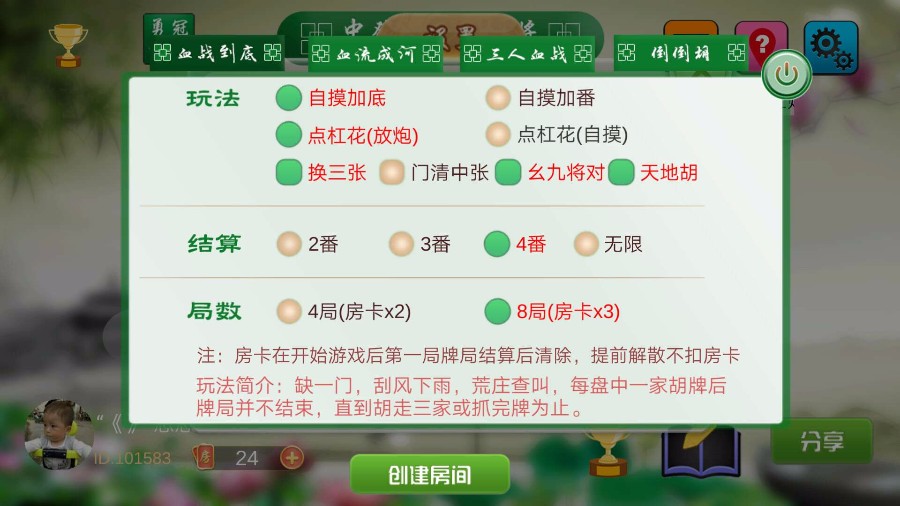 勇冠
血战到底 血流成河 三人血战 倒倒胡
玩法 自摸加底 自摸加番
点杠花(放炮) 点杠花(自摸)
换三张 门清中张 幺九将对 天地胡
结算 2番 3番 4番 无限
局数 4局(房卡x2) 8局(房卡x3)
注：房卡在开始游戏后第一局牌局结算后清除，提前解散不扣房卡
玩法简介：缺一门，刮风下雨，荒庄查叫，每盘中一家胡牌后
牌局并不结束，直到胡走三家或抓完牌为止。
ID:101583 房 24
分享
创建房间